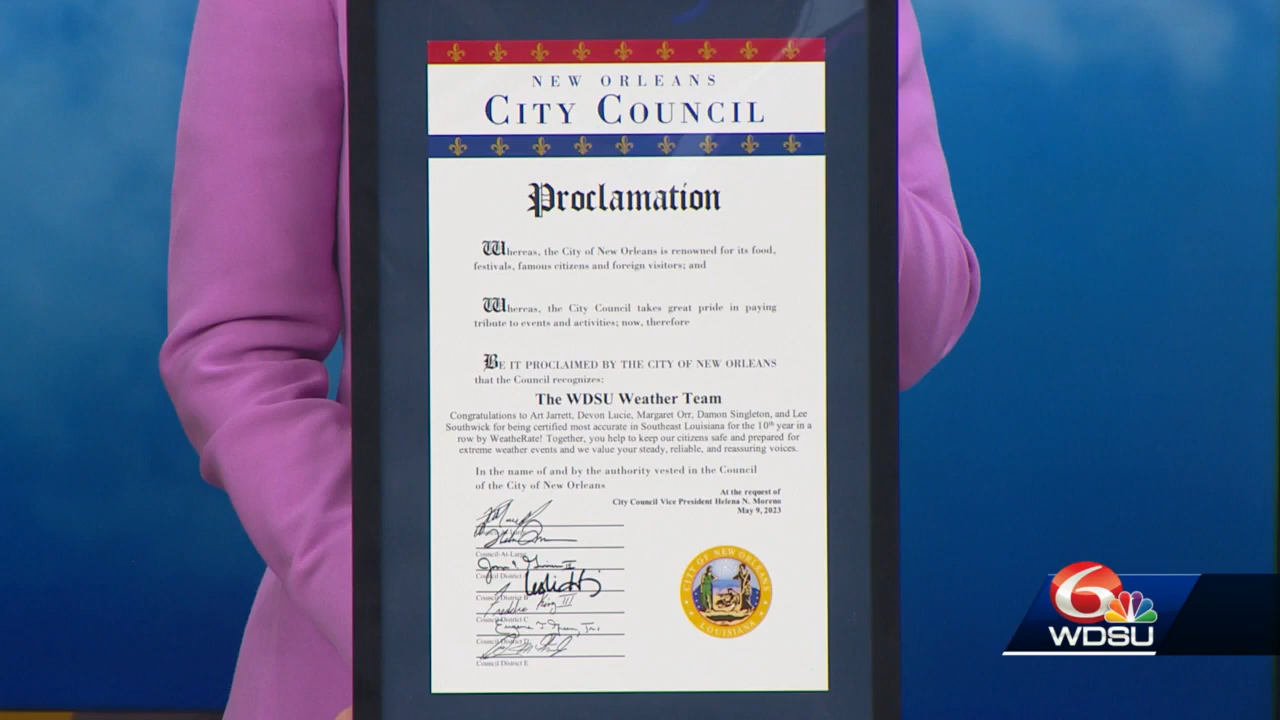 NEW ORLEANS
CITY COUNCIL
Proclamation
Whereas, the City of New Orleans is renowned for its food,
festivals, famous citizens and foreign visitors; and
Whereas, the City Council takes great pride in paying
tribute to events and activities; now, therefore
BE IT PROCLAIMED BY THE CITY OF NEW ORLEANS
that the Council recognizes:
The WDSU Weather Team
Congratulations to Art Jarrett, Devon Lucie, Margaret Orr, Damon Singleton, and Lee
Southwick for being certified most accurate in Southeast Louisiana for the 10th year in a
row by WeatheRate! Together, you help to keep our citizens safe and prepared for
extreme weather events and we value your steady, reliable, and reassuring voices.
In the name of and by the authority vested in the Council
of the City of New Orleans
At the request of
City Council Vice President Helena N. Moreno
May 9, 2023
Council-At-Large
Council District
Council District B
Freddie King III
Council District C
Eugene J. Green, Jr.
Council District D
Council District E
CITY OF NEW ORLEANS
LOUISIANA
6
WDSU